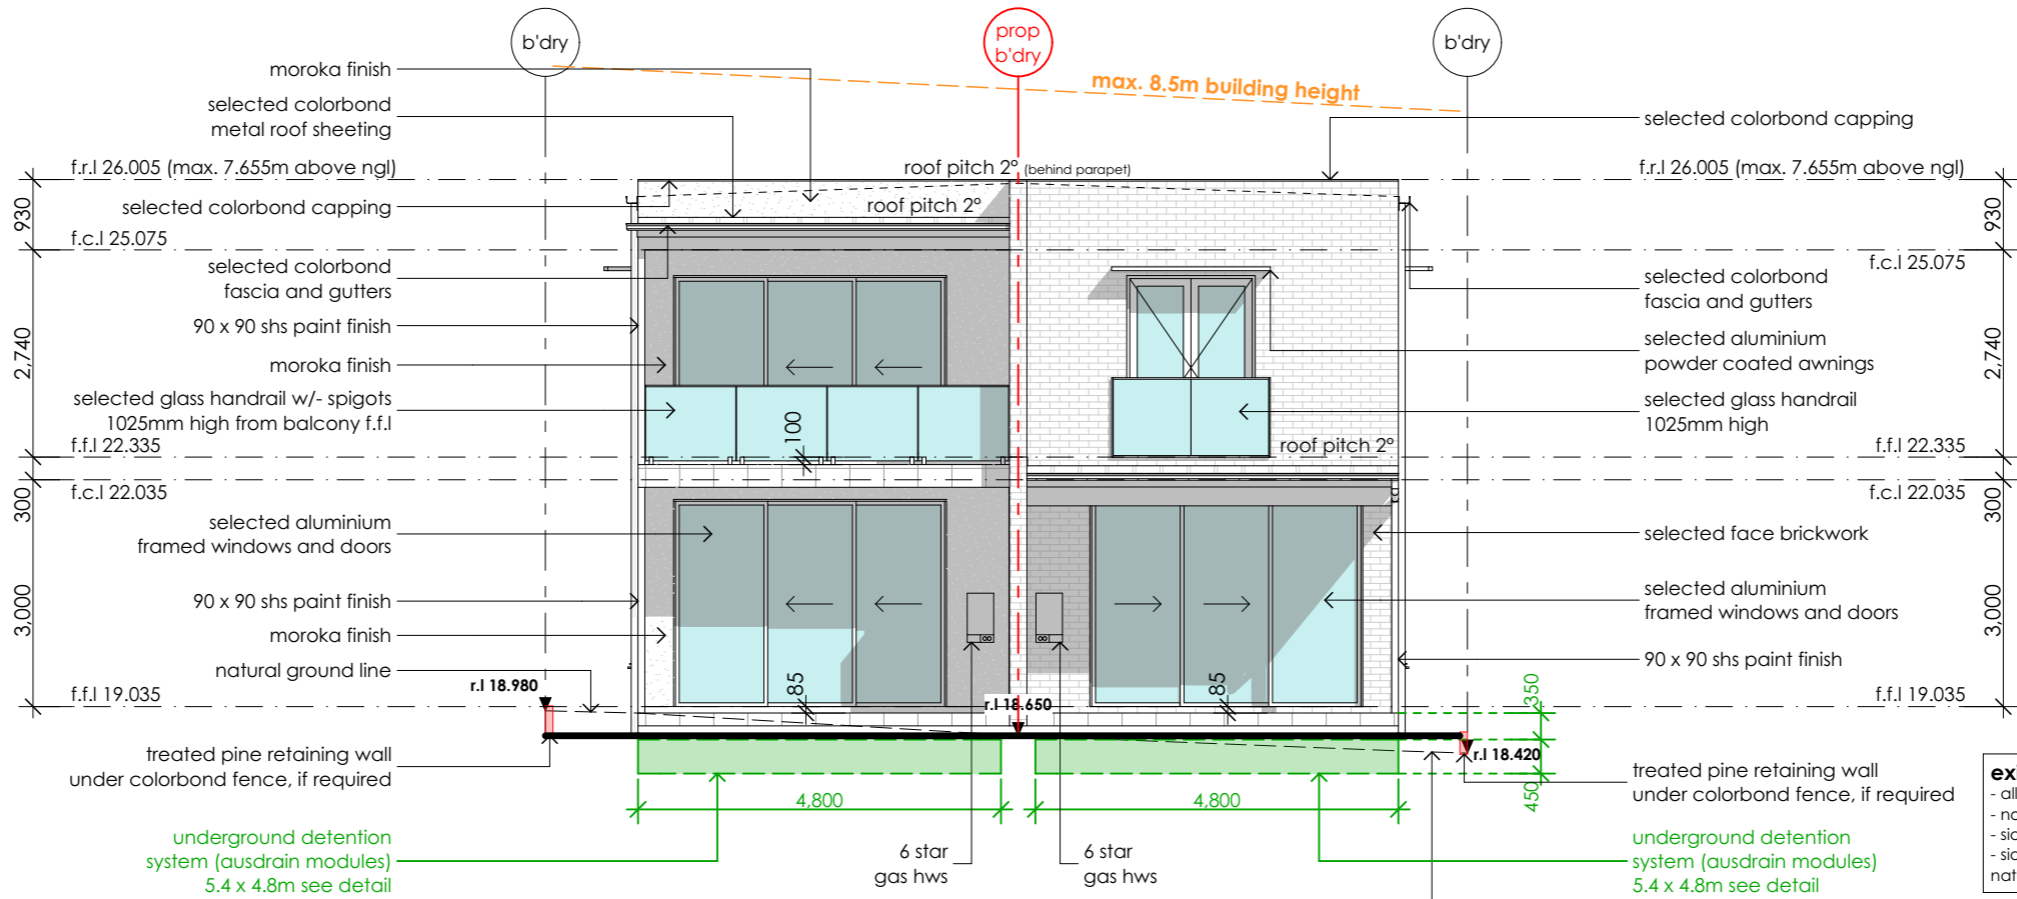 b'dry
prop
b'dry
b'dry
max. 8.5m building height
moroka finish
selected colorbond
metal roof sheeting
f.r.l 26.005 (max. 7.655m above ngl)
selected colorbond capping
f.c.l 25.075
selected colorbond
fascia and gutters
90 x 90 shs paint finish
moroka finish
selected glass handrail w/- spigots
1025mm high from balcony f.f.l
f.f.l 22.335
f.c.l 22.035
selected aluminium
framed windows and doors
90 x 90 shs paint finish
moroka finish
natural ground line
f.f.l 19.035
r.l 18.980
treated pine retaining wall
under colorbond fence, if required
underground detention
system (ausdrain modules)
5.4 x 4.8m see detail
930
2,740
300
3,000
roof pitch 2° (behind parapet)
roof pitch 2°
100
roof pitch 2°
85
r.l 18.650
85
4,800
4,800
6 star
gas hws
6 star
gas hws
selected colorbond capping
f.r.l 26.005 (max. 7.655m above ngl)
f.c.l 25.075
selected colorbond
fascia and gutters
selected aluminium
powder coated awnings
selected glass handrail
1025mm high
f.f.l 22.335
f.c.l 22.035
selected face brickwork
selected aluminium
framed windows and doors
90 x 90 shs paint finish
f.f.l 19.035
350
r.l 18.420
450
treated pine retaining wall
under colorbond fence, if required
underground detention
system (ausdrain modules)
5.4 x 4.8m see detail
930
2,740
300
3,000